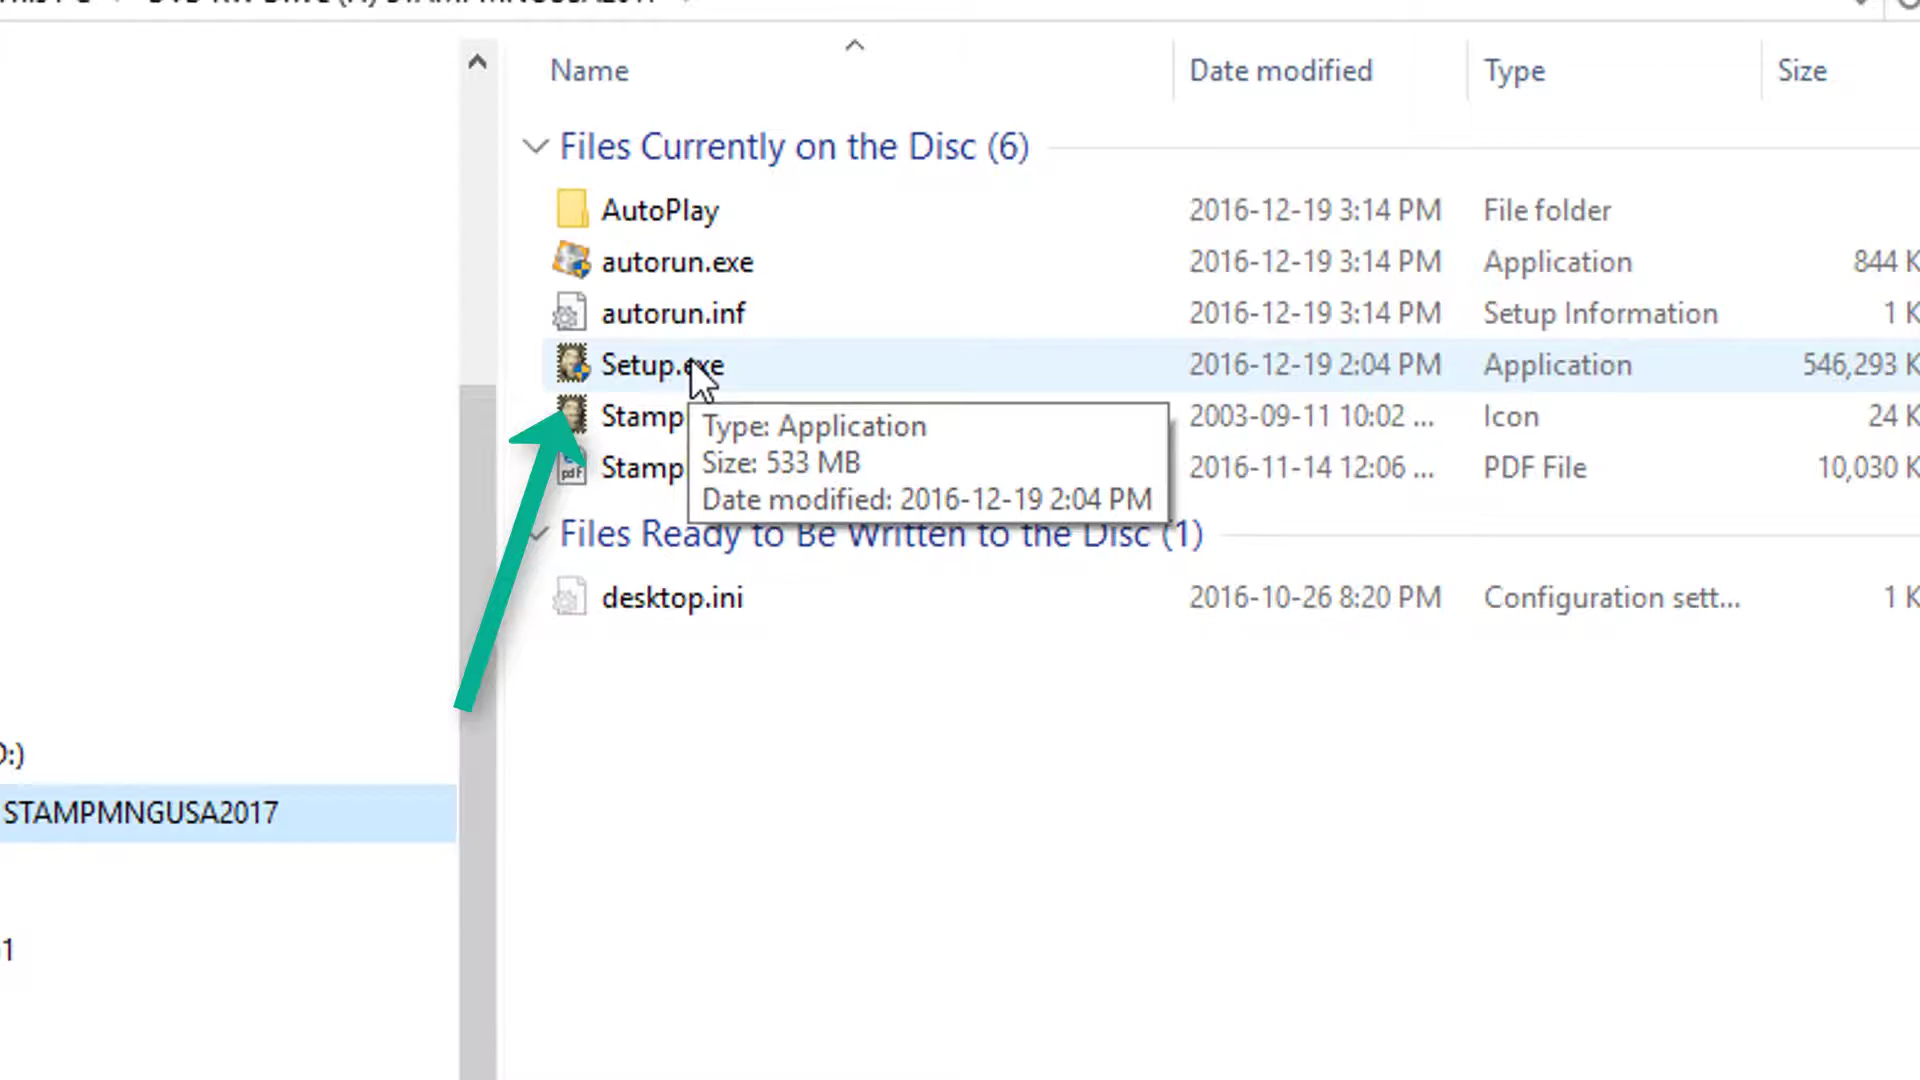 Name Date modified Type Size
Files Currently on the Disc (6)
AutoPlay 2016-12-19 3:14 PM File folder
autorun.exe 2016-12-19 3:14 PM Application 844 K
autorun.inf 2016-12-19 3:14 PM Setup Information 1 K
Setup.exe 2016-12-19 2:04 PM Application 546,293 K
Stamp 2003-09-11 10:02 ... Icon 24 K
Stamp 2016-11-14 12:06 ... PDF File 10,030 K
pdf
Type: Application
Size: 533 MB
Date modified: 2016-12-19 2:04 PM
Files Ready to Be Written to the Disc (1)
desktop.ini 2016-10-26 8:20 PM Configuration sett... 1 K
:)
STAMPMNGUSA2017
1